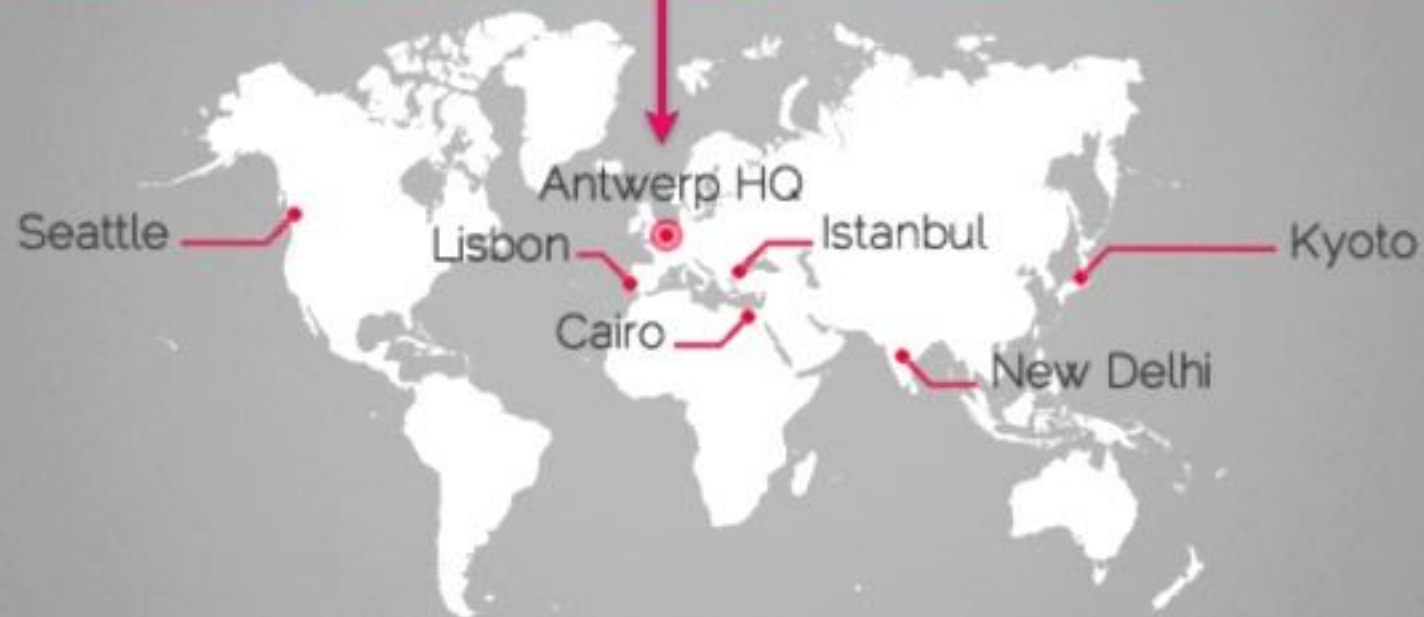 Antwerp HQ
Seattle
Lisbon
Istanbul
Kyoto
Cairo
New Delhi